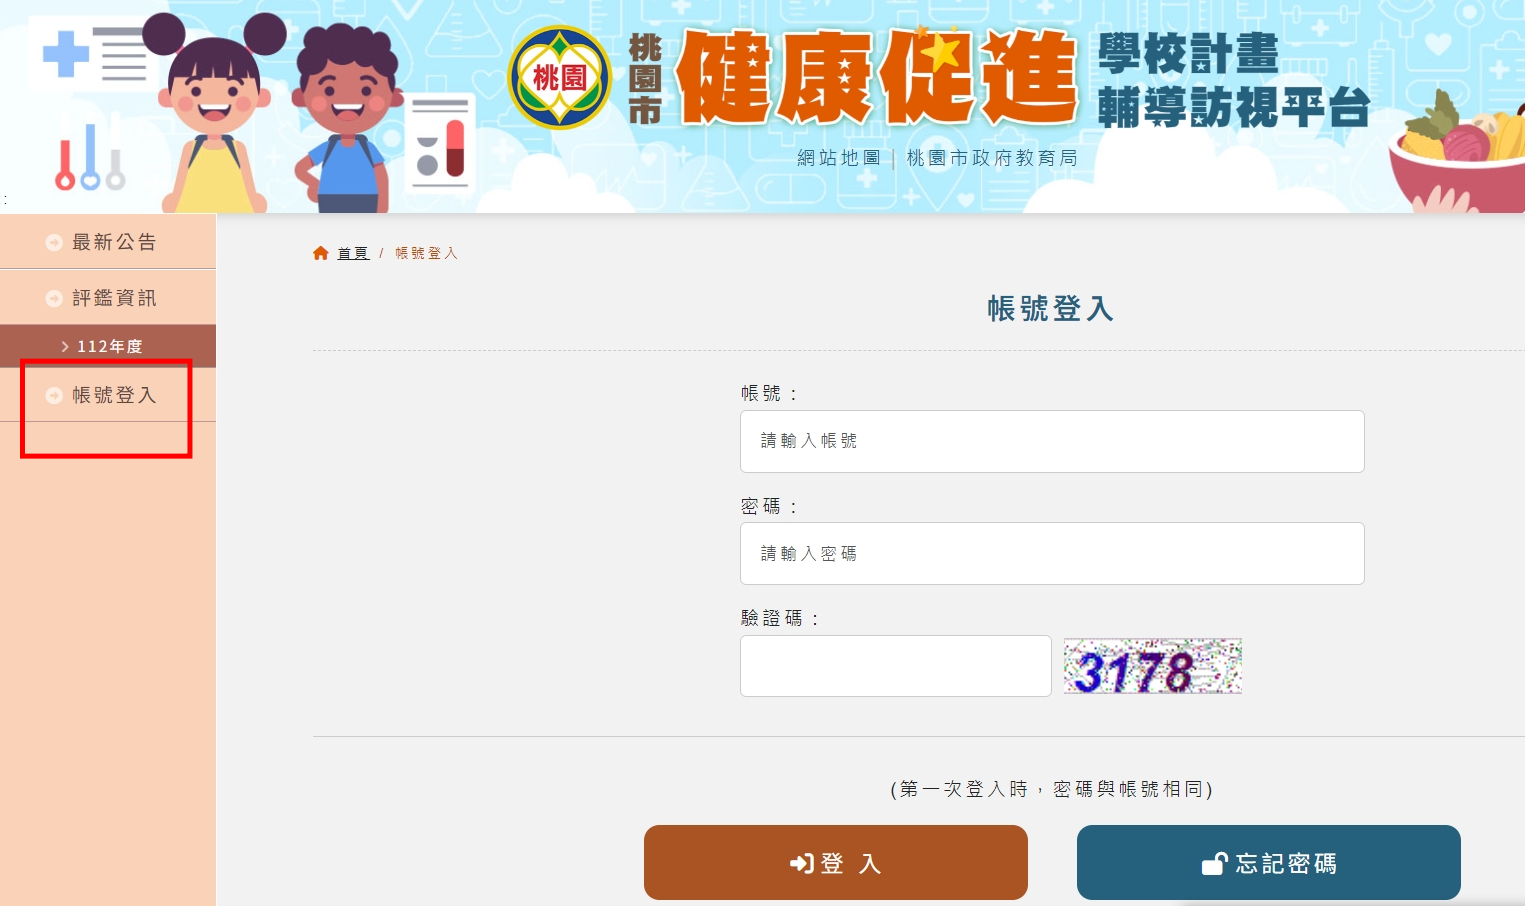 桃園
桃園市
健康促進
學校計畫
輔導訪視平台
網站地圖 | 桃園市政府教育局
:
最新公告
評鑑資訊
112年度
帳號登入
首頁 / 帳號登入
帳號登入
帳號：
請輸入帳號
密碼：
請輸入密碼
驗證碼：
3178
(第一次登入時，密碼與帳號相同)
登 入
忘記密碼